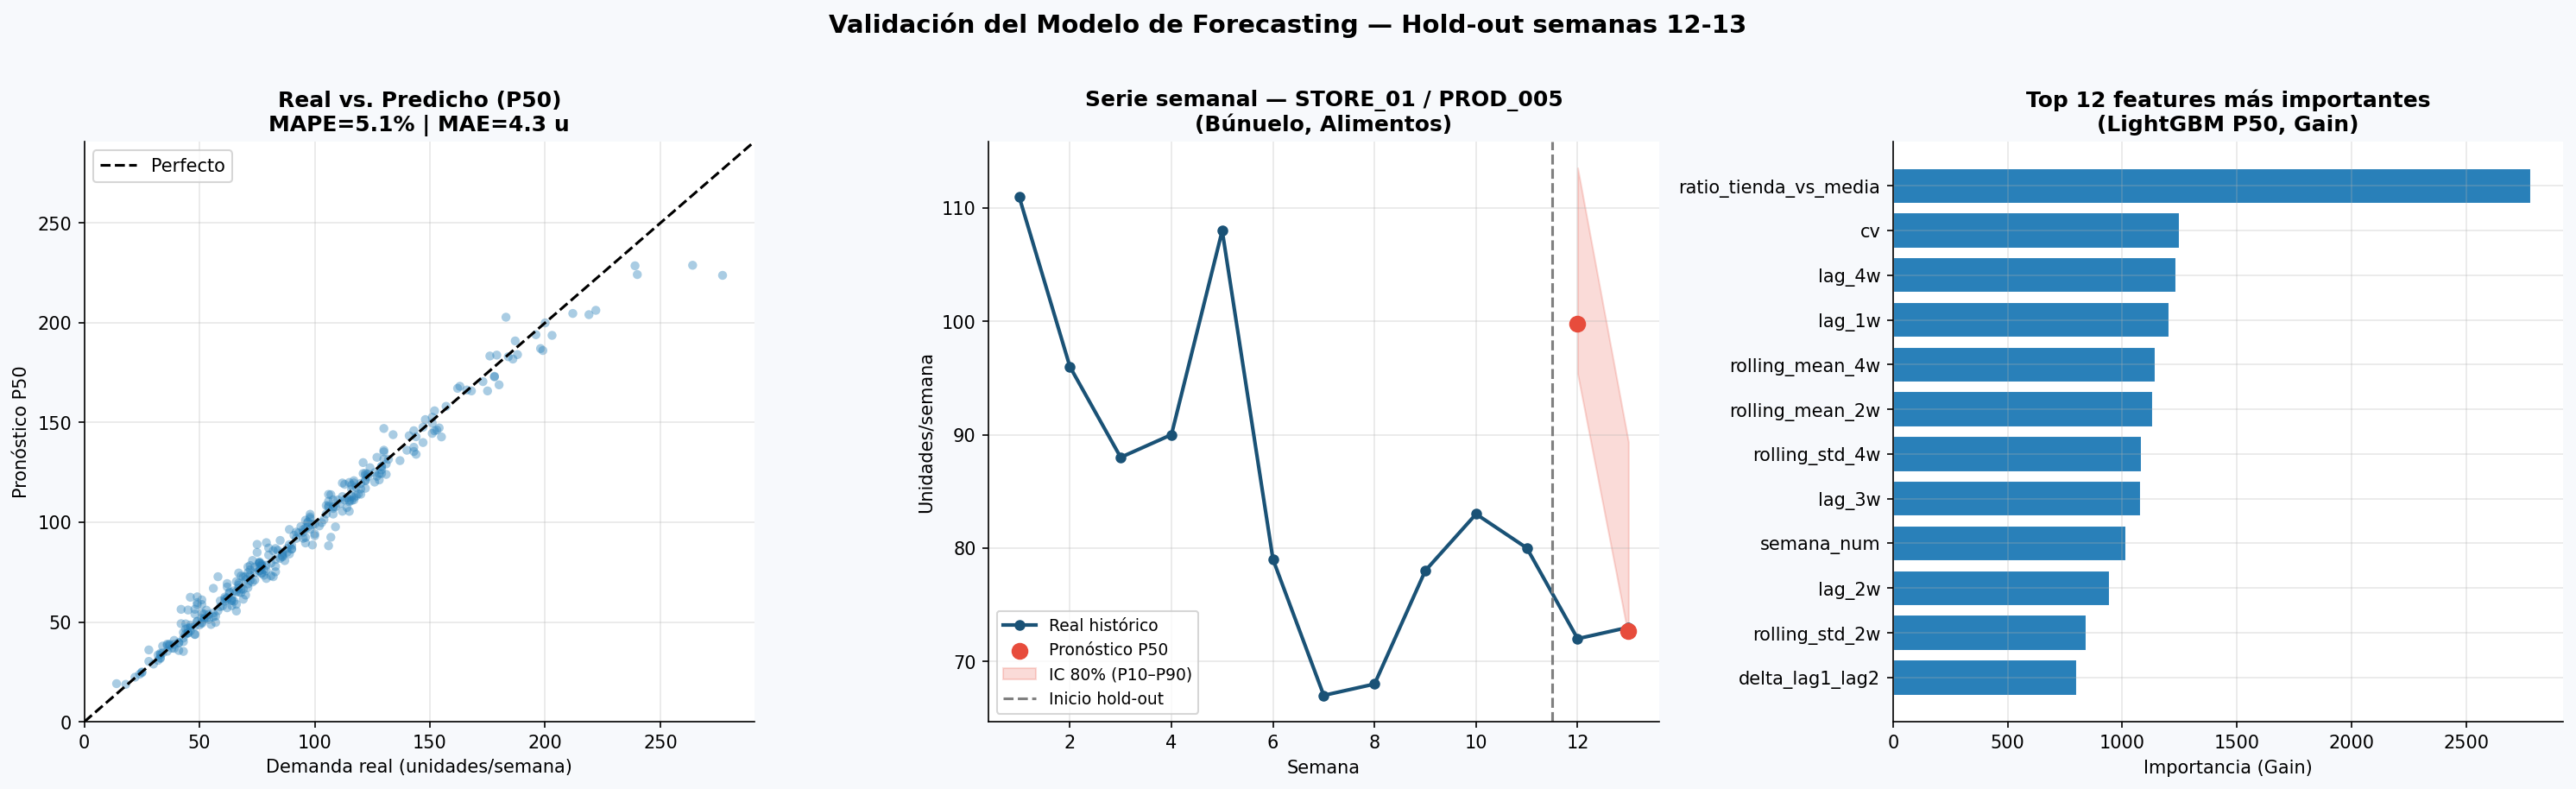 Validación del Modelo de Forecasting — Hold-out semanas 12-13
Real vs. Predicho (P50)
MAPE=5.1% | MAE=4.3 u
Perfecto
Pronóstico P50
0
50
100
150
200
250
0
50
100
150
200
250
Demanda real (unidades/semana)
Serie semanal — STORE_01 / PROD_005
(Búnuelo, Alimentos)
Unidades/semana
110
100
90
80
70
Real histórico
Pronóstico P50
IC 80% (P10–P90)
Inicio hold-out
2
4
6
8
10
12
Semana
Top 12 features más importantes
(LightGBM P50, Gain)
ratio_tienda_vs_media
cv
lag_4w
lag_1w
rolling_mean_4w
rolling_mean_2w
rolling_std_4w
lag_3w
semana_num
lag_2w
rolling_std_2w
delta_lag1_lag2
0
500
1000
1500
2000
2500
Importancia (Gain)